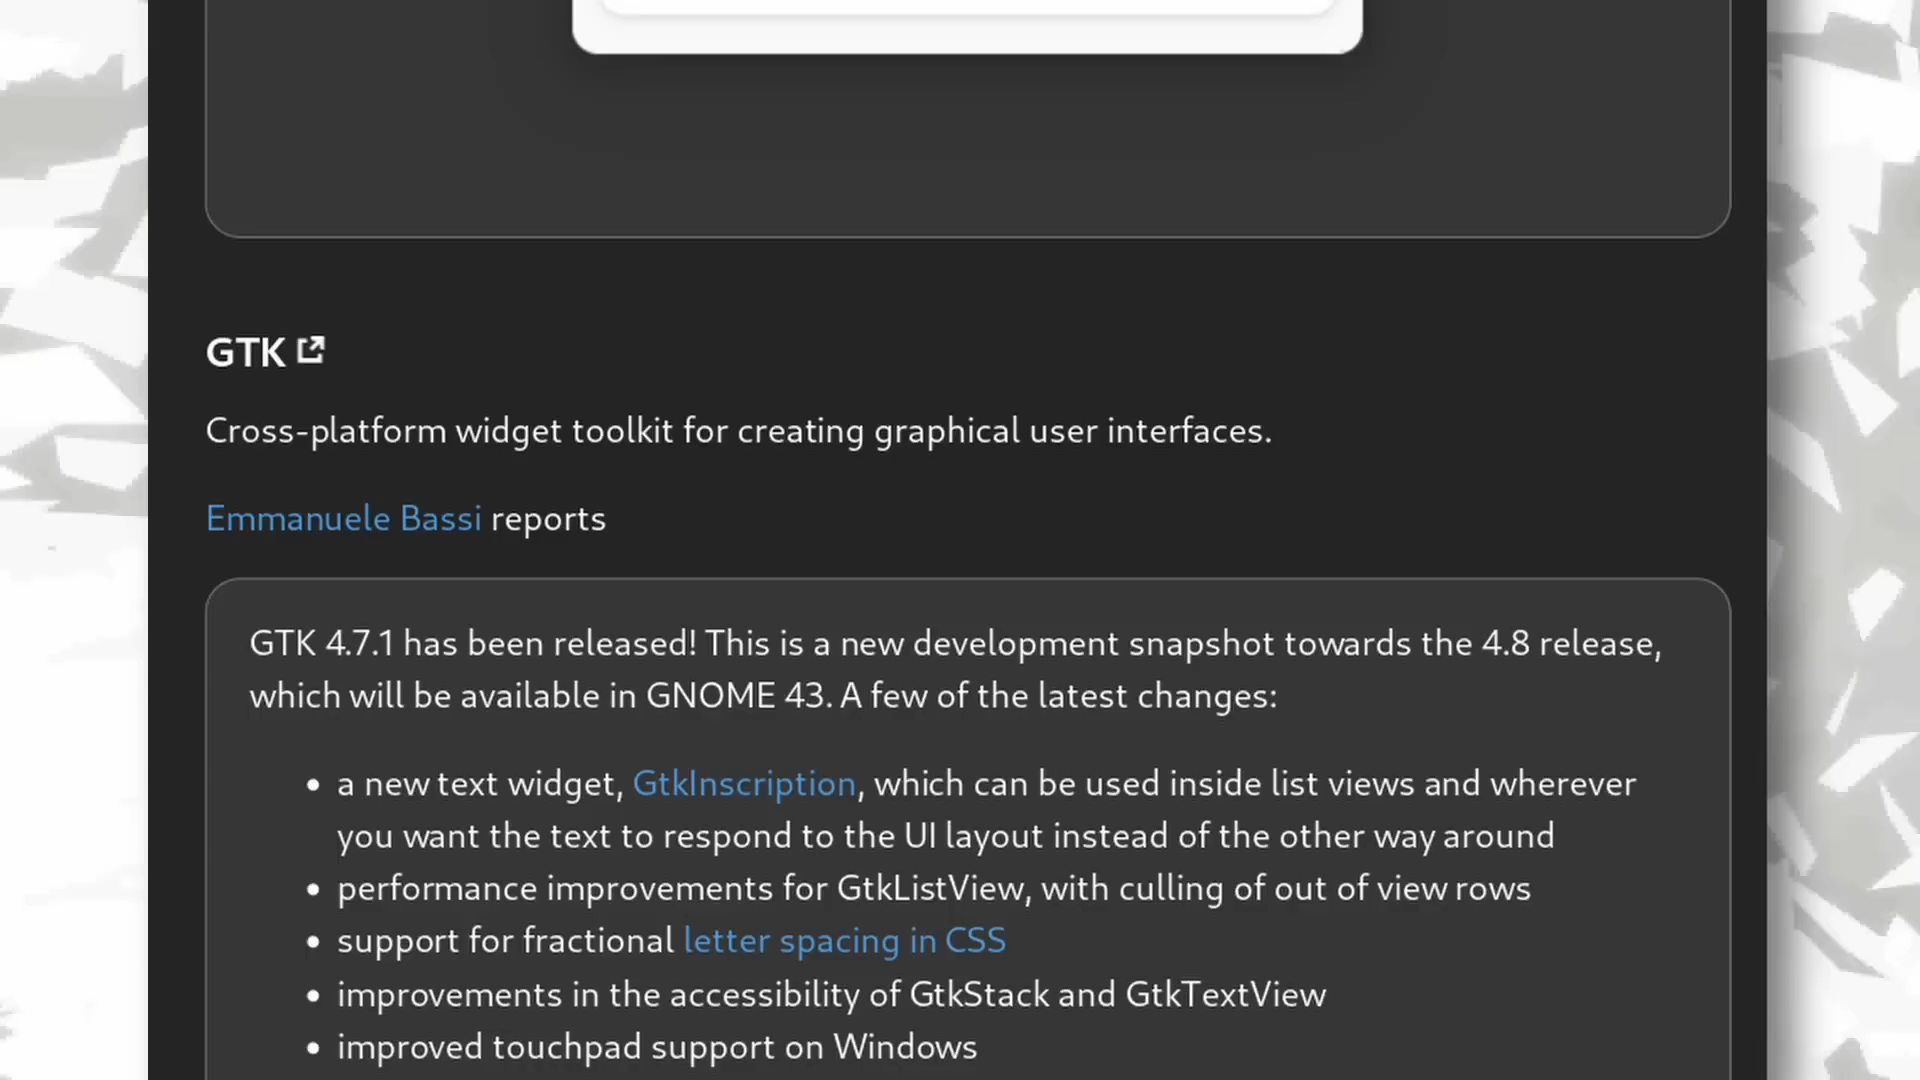 GTK
Cross-platform widget toolkit for creating graphical user interfaces.
Emmanuele Bassi reports
GTK 4.7.1 has been released! This is a new development snapshot towards the 4.8 release,
which will be available in GNOME 43. A few of the latest changes:
• a new text widget, GtkInscription, which can be used inside list views and wherever
you want the text to respond to the UI layout instead of the other way around
• performance improvements for GtkListView, with culling of out of view rows
• support for fractional letter spacing in CSS
• improvements in the accessibility of GtkStack and GtkTextView
• improved touchpad support on Windows